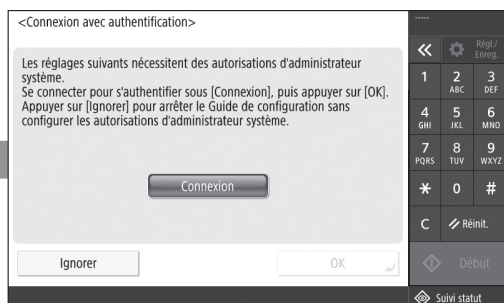 <Connexion avec authentification>
Les réglages suivants nécessitent des autorisations d'administrateur
système.
Se connecter pour s'authentifier sous [Connexion], puis appuyer sur [OK].
Appuyer sur [Ignorer] pour arrêter le Guide de configuration sans
configurer les autorisations d'administrateur système.
Connexion
Ignorer
OK
-----
Régl./
Enreg.
1 2 3
ABC DEF
4 5 6
GHI JKL MNO
7 8 9
PQRS TUV WXYZ
* 0 #
C Réinit.
Début
Suivi statut